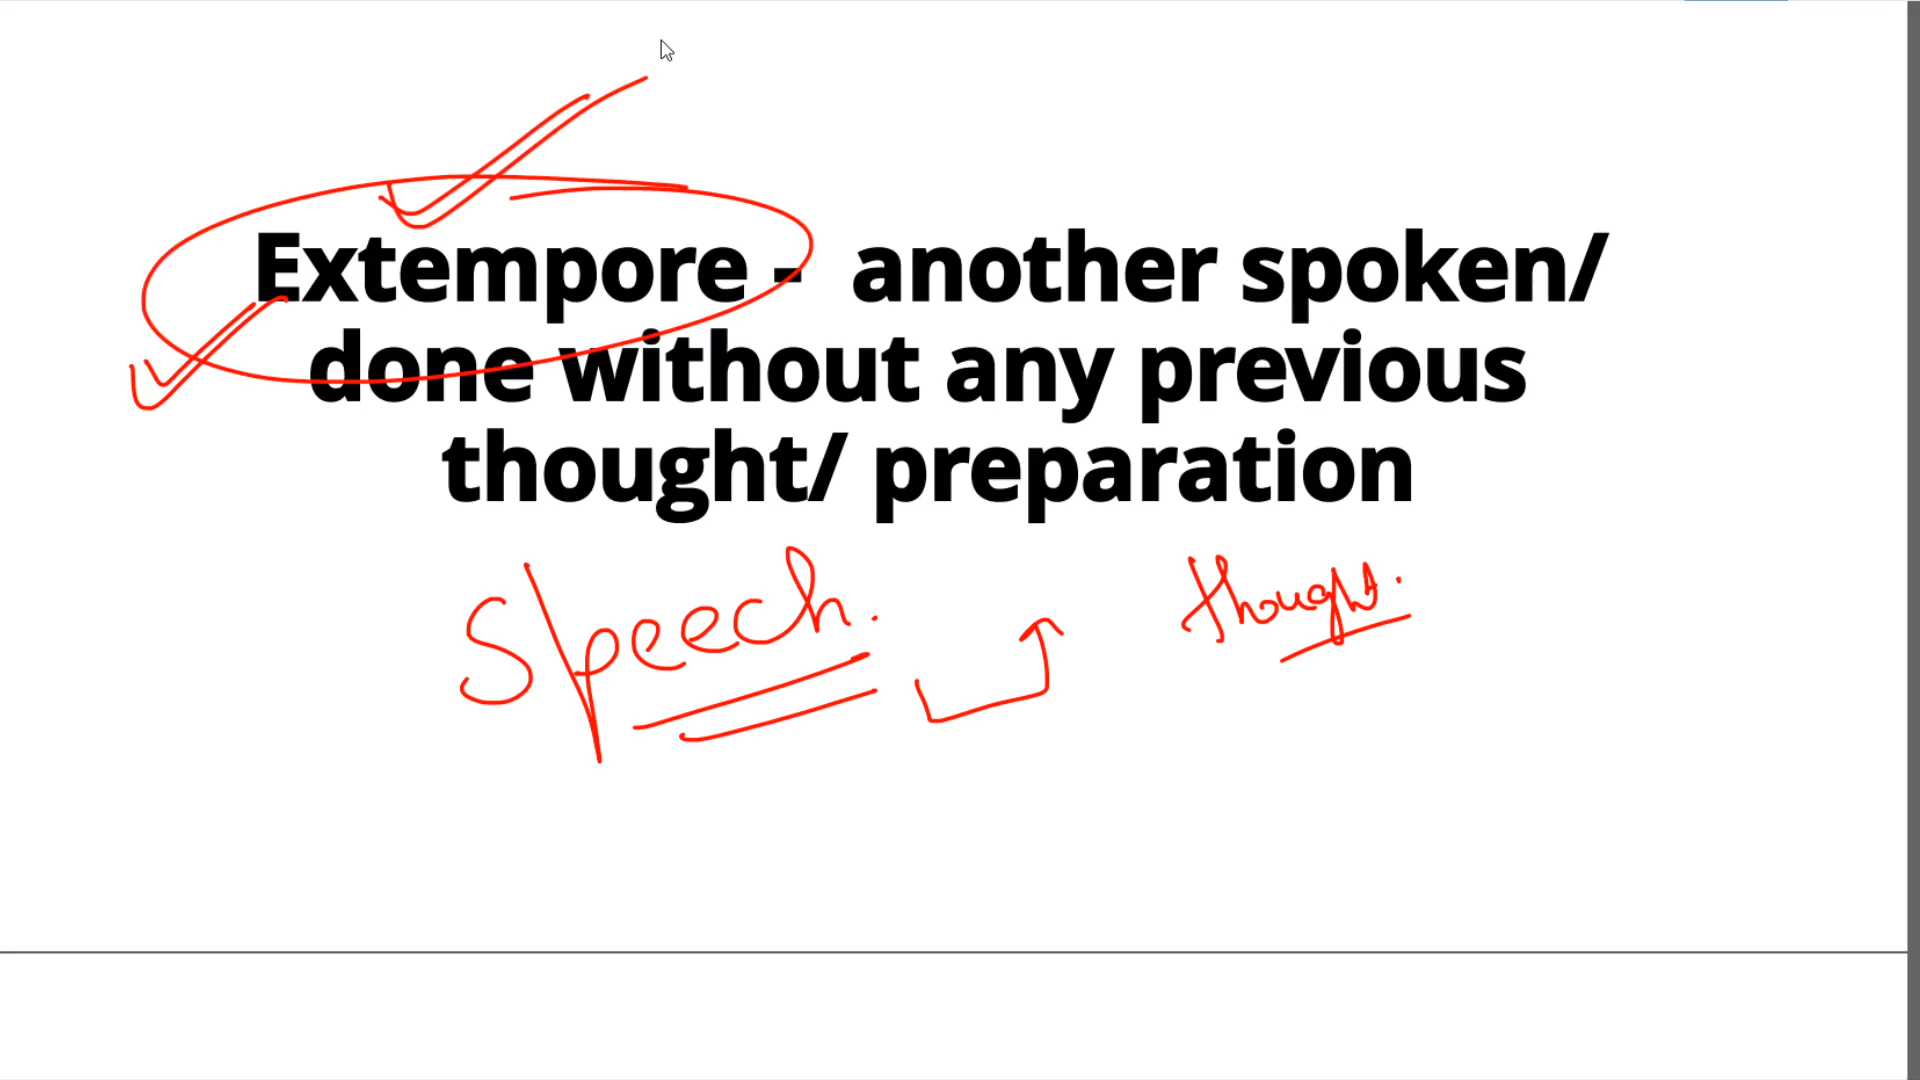 Extempore - another spoken/
done without any previous
thought/ preparation
Speech.
thought.